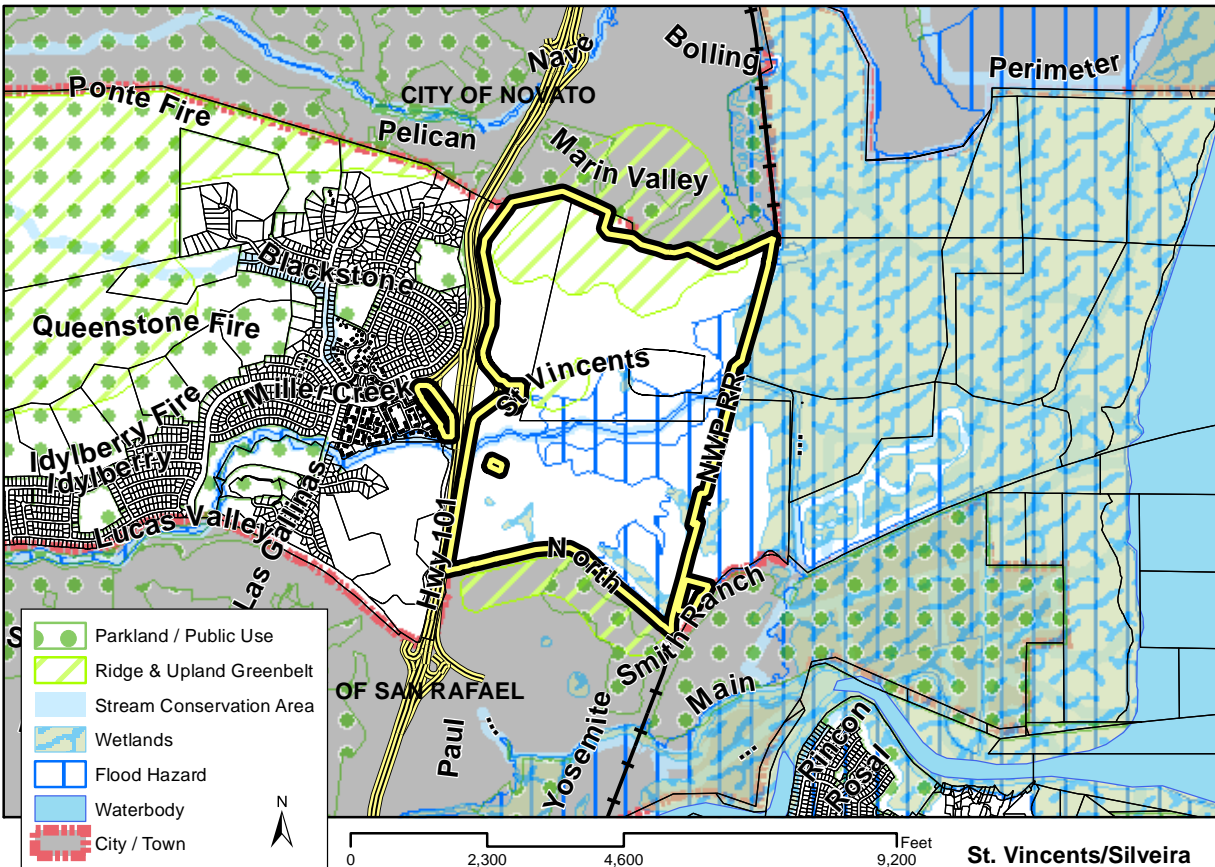 Bolling
Nave
Perimeter
Ponte Fire
CITY OF NOVATO
Pelican
Marin Valley
Blackstone
Queenstone Fire
St Vincents
Miller Creek
Idylberry Fire
Idylberry
NWP RR
...
Lucas Valley
Las Gallinas
Hwy 101
North
Smith Ranch
OF SAN RAFAEL
Main
Paul
...
Yosemite
...
Rincon
Rosal
S
Parkland / Public Use
Ridge & Upland Greenbelt
Stream Conservation Area
Wetlands
Flood Hazard
Waterbody
City / Town
N
0 2,300 4,600 9,200
Feet
St. Vincents/Silveira